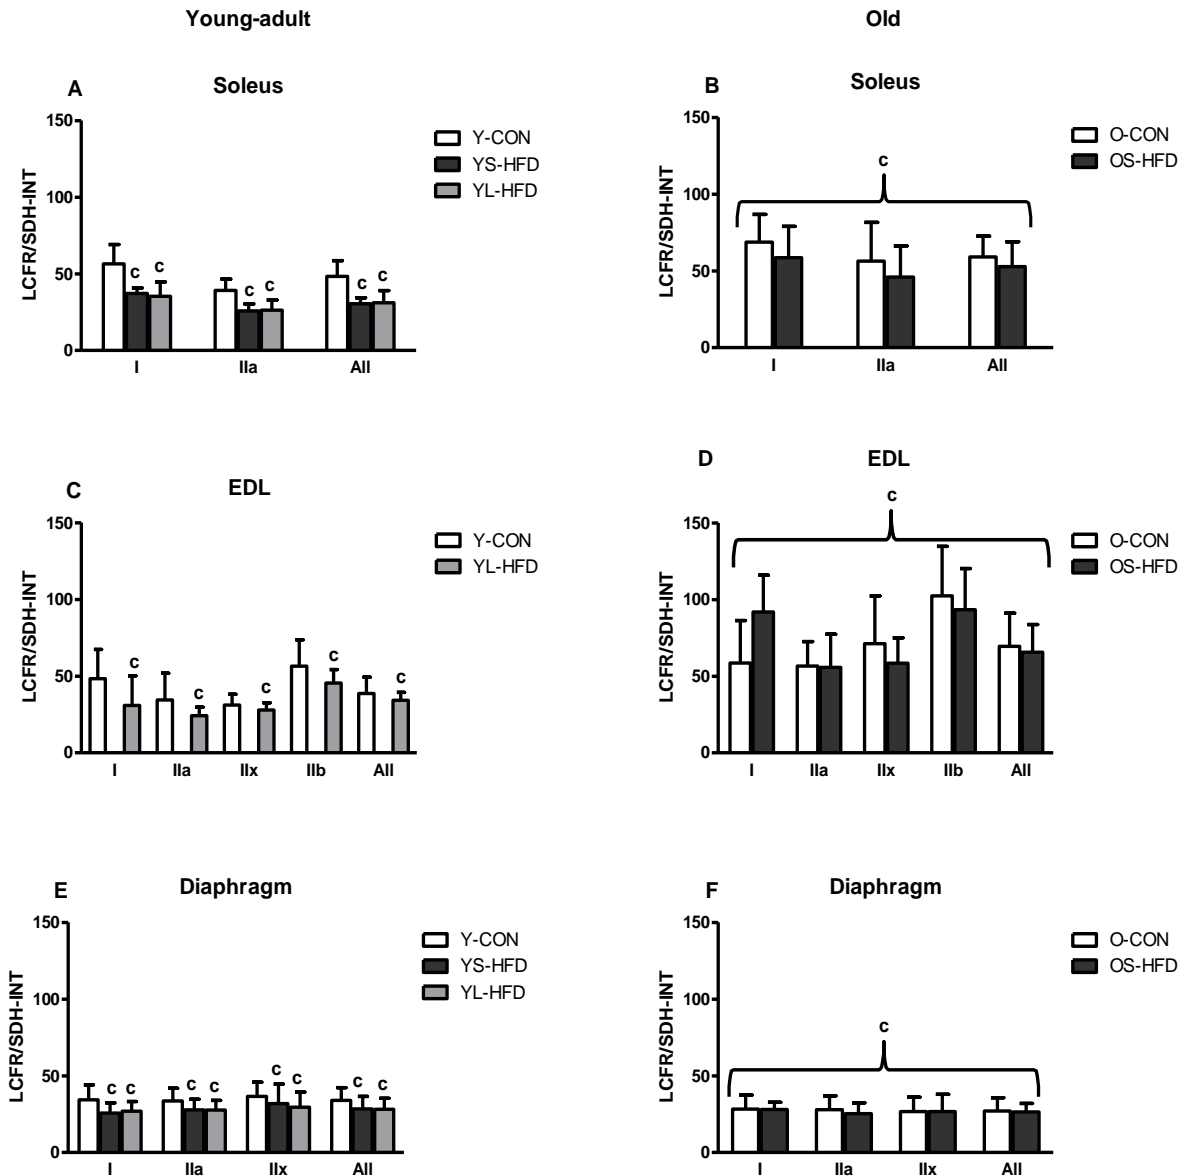 Young-adult
Old
A
Soleus
150
100
50
0
LCFR/SDH-INT
c
c
c
c
c
c
I
IIa
All
Y-CON
YS-HFD
YL-HFD
B
Soleus
150
100
50
0
LCFR/SDH-INT
c
I
IIa
All
O-CON
OS-HFD
C
EDL
150
100
50
0
LCFR/SDH-INT
c
c
c
c
c
I
IIa
IIx
IIb
All
Y-CON
YL-HFD
D
EDL
150
100
50
0
LCFR/SDH-INT
c
I
IIa
IIx
IIb
All
O-CON
OS-HFD
E
Diaphragm
150
100
50
0
LCFR/SDH-INT
c
c
c
c
c
c
c
c
I
IIa
IIx
All
Y-CON
YS-HFD
YL-HFD
F
Diaphragm
150
100
50
0
LCFR/SDH-INT
c
I
IIa
IIx
All
O-CON
OS-HFD